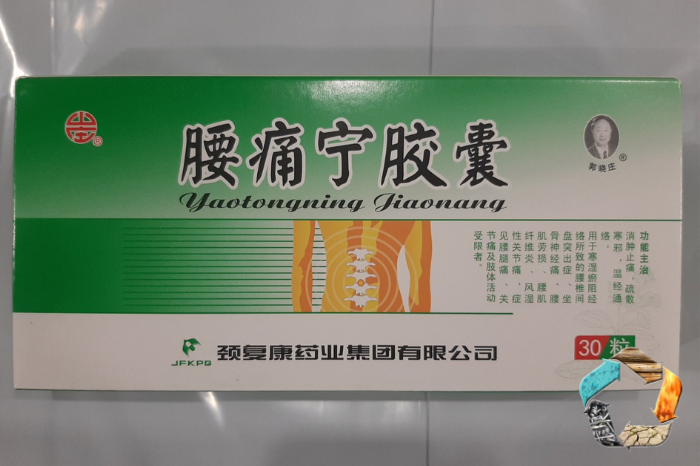 腰痛宁胶囊
Yaotongning Jiaonang
郭晓庄®
功能主治
消肿止痛，疏散
寒邪，温经通
络。
用于寒湿瘀阻经
络所致的腰椎间
盘突出症、坐
骨神经痛、腰
肌劳损、腰肌
纤维炎、风湿
性关节痛，症
见腰腿痛、关
节痛及肢体活动
受限者。
JFKPG
颈复康药业集团有限公司
30粒